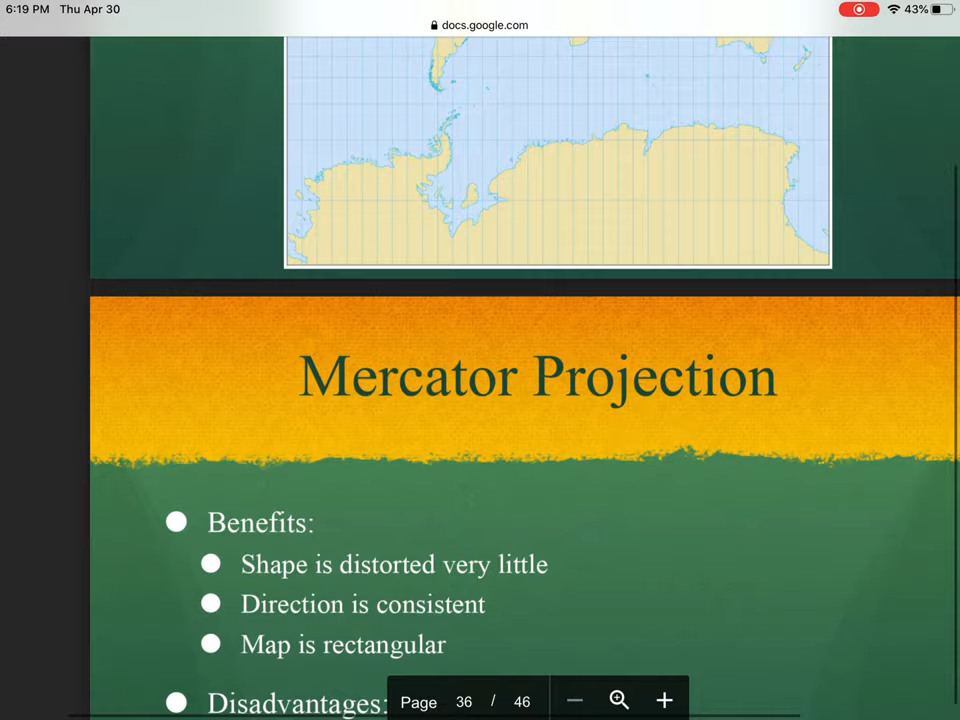 6:19 PM Thu Apr 30
43%
docs.google.com
Mercator Projection
Benefits:
Shape is distorted very little
Direction is consistent
Map is rectangular
Disadvantages:
Page 36 / 46